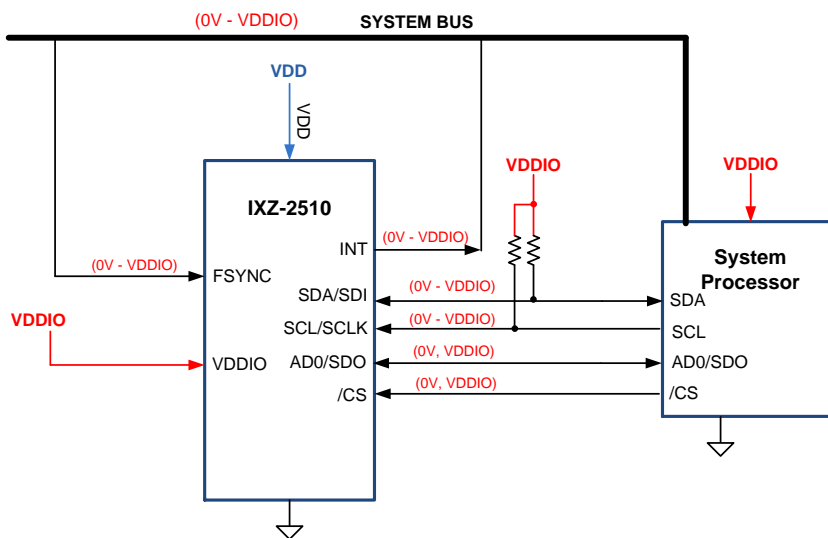 (0V - VDDIO) SYSTEM BUS
VDD
VDD
VDDIO
VDDIO
IXZ-2510
INT
(0V - VDDIO)
System
Processor
(0V - VDDIO)
FSYNC
SDA/SDI
(0V - VDDIO)
SDA
VDDIO
SCL/SCLK
(0V - VDDIO)
SCL
VDDIO
AD0/SDO
(0V, VDDIO)
AD0/SDO
/CS
(0V, VDDIO)
/CS